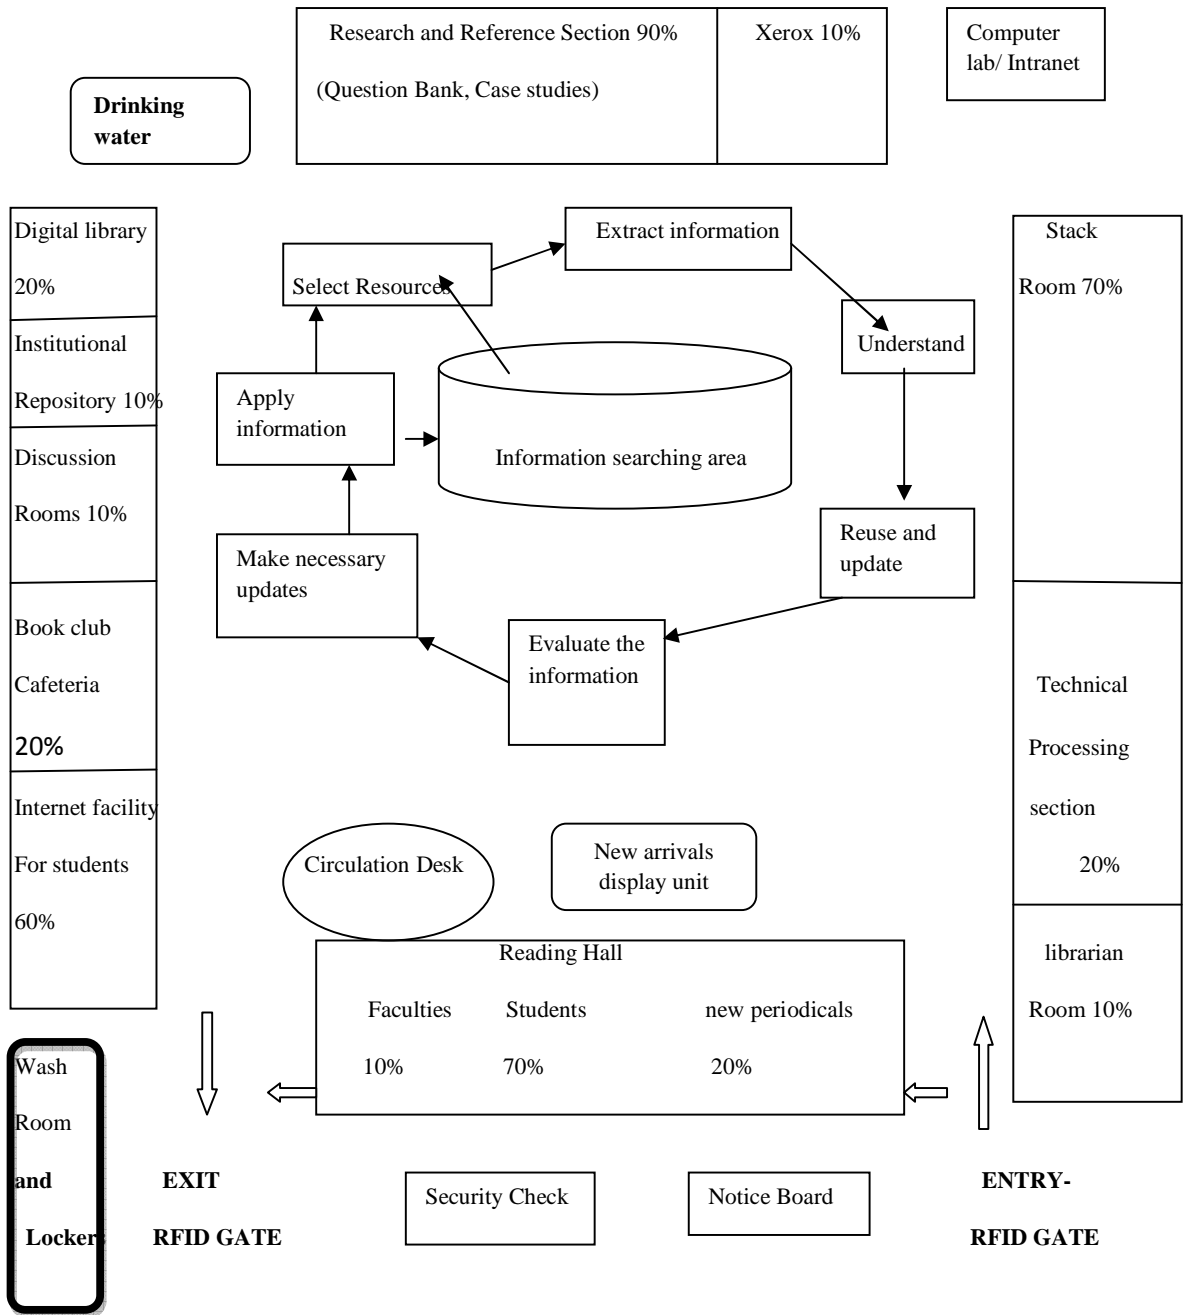 Research and Reference Section 90%
(Question Bank, Case studies)
Xerox 10%
Computer
lab/ Intranet
Drinking
water
Digital library
20%
Institutional
Repository 10%
Discussion
Rooms 10%
Book club
Cafeteria
20%
Internet facility
For students
60%
Select Resources
Extract information
Understand
Apply
information
Information searching area
Reuse and
update
Make necessary
updates
Evaluate the
information
Stack
Room 70%
Technical
Processing
section
20%
librarian
Room 10%
Circulation Desk
New arrivals
display unit
Reading Hall
Faculties
Students
new periodicals
10%
70%
20%
Wash
Room
and
Lockers
EXIT
RFID GATE
Security Check
Notice Board
ENTRY-
RFID GATE